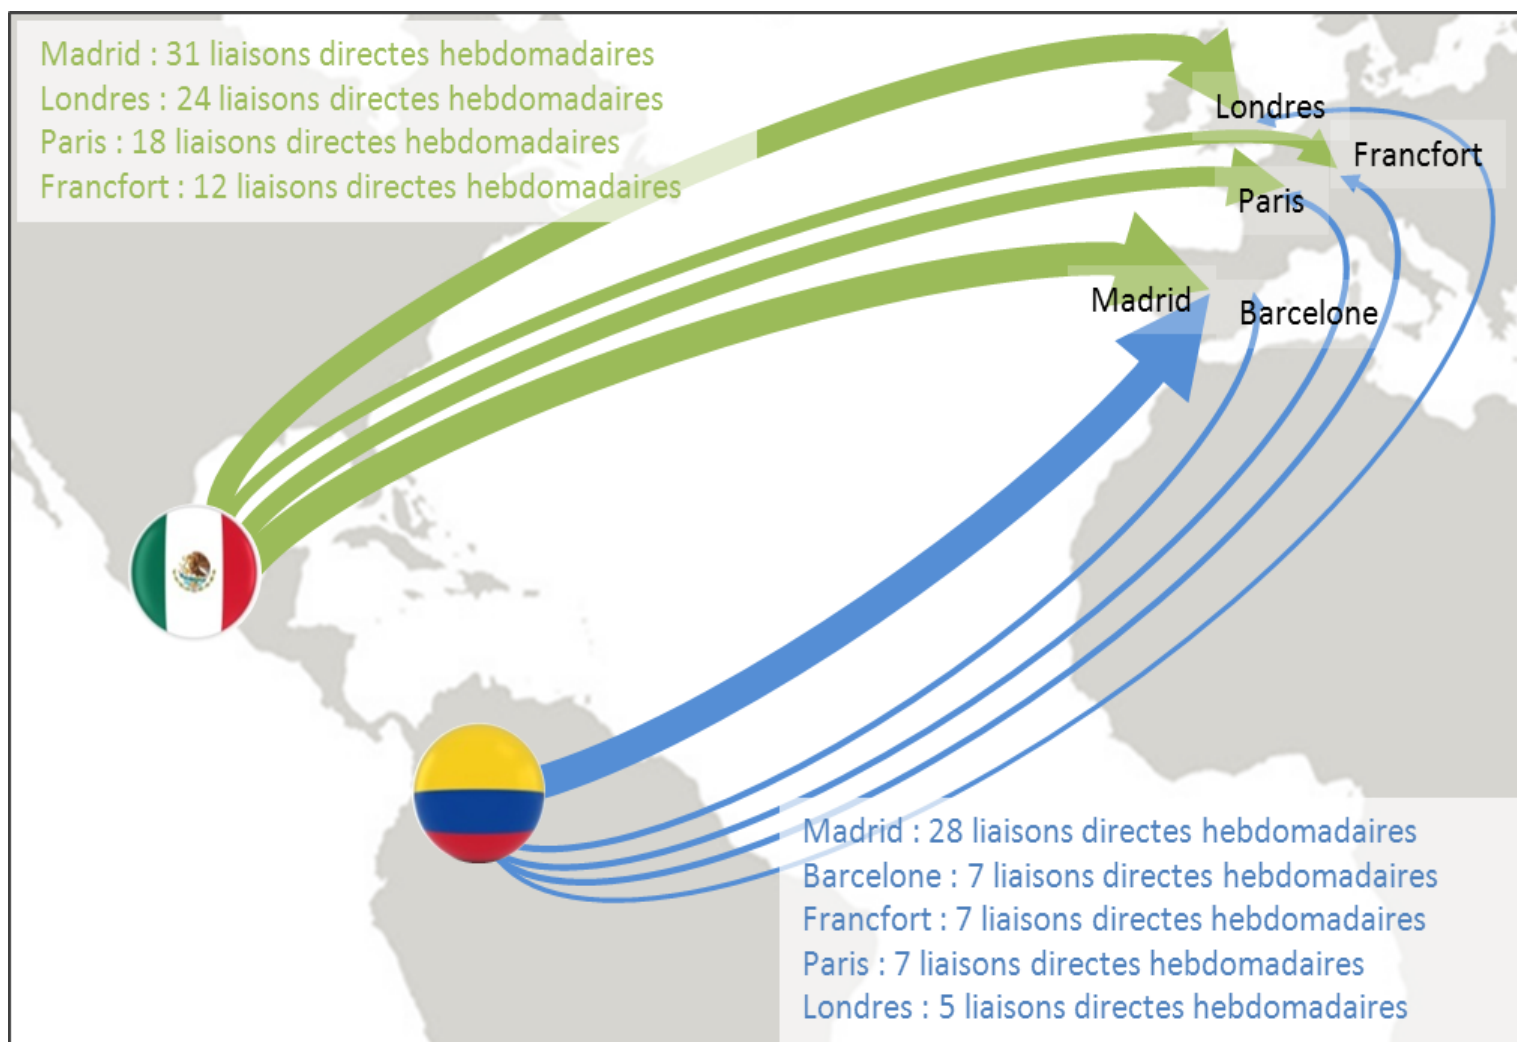 Madrid : 31 liaisons directes hebdomadaires
Londres : 24 liaisons directes hebdomadaires
Paris : 18 liaisons directes hebdomadaires
Francfort : 12 liaisons directes hebdomadaires
Londres
Francfort
Paris
Madrid
Barcelone
Madrid : 28 liaisons directes hebdomadaires
Barcelone : 7 liaisons directes hebdomadaires
Francfort : 7 liaisons directes hebdomadaires
Paris : 7 liaisons directes hebdomadaires
Londres : 5 liaisons directes hebdomadaires